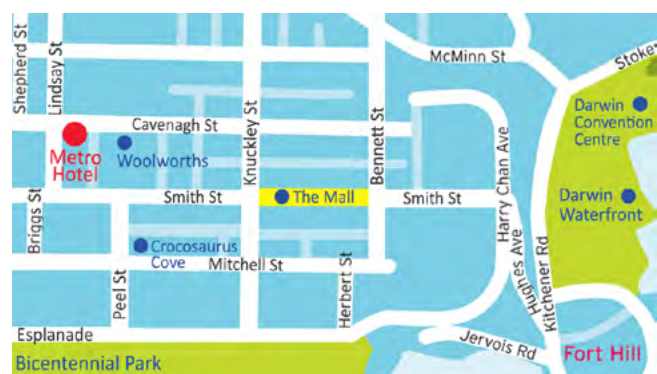 Shepherd St
Lindsay St
McMinn St
Stoke
Knuckley St
Bennett St
Cavenagh St
Darwin
Convention
Centre
Metro
Hotel
Woolworths
Harry Chan Ave
Briggs St
Smith St
The Mall
Smith St
Darwin
Waterfront
Crocosaurus
Cove
Mitchell St
Peel St
Herbert St
Hughes Ave
Kitchener Rd
Esplanade
Jervois Rd
Fort Hill
Bicentennial Park